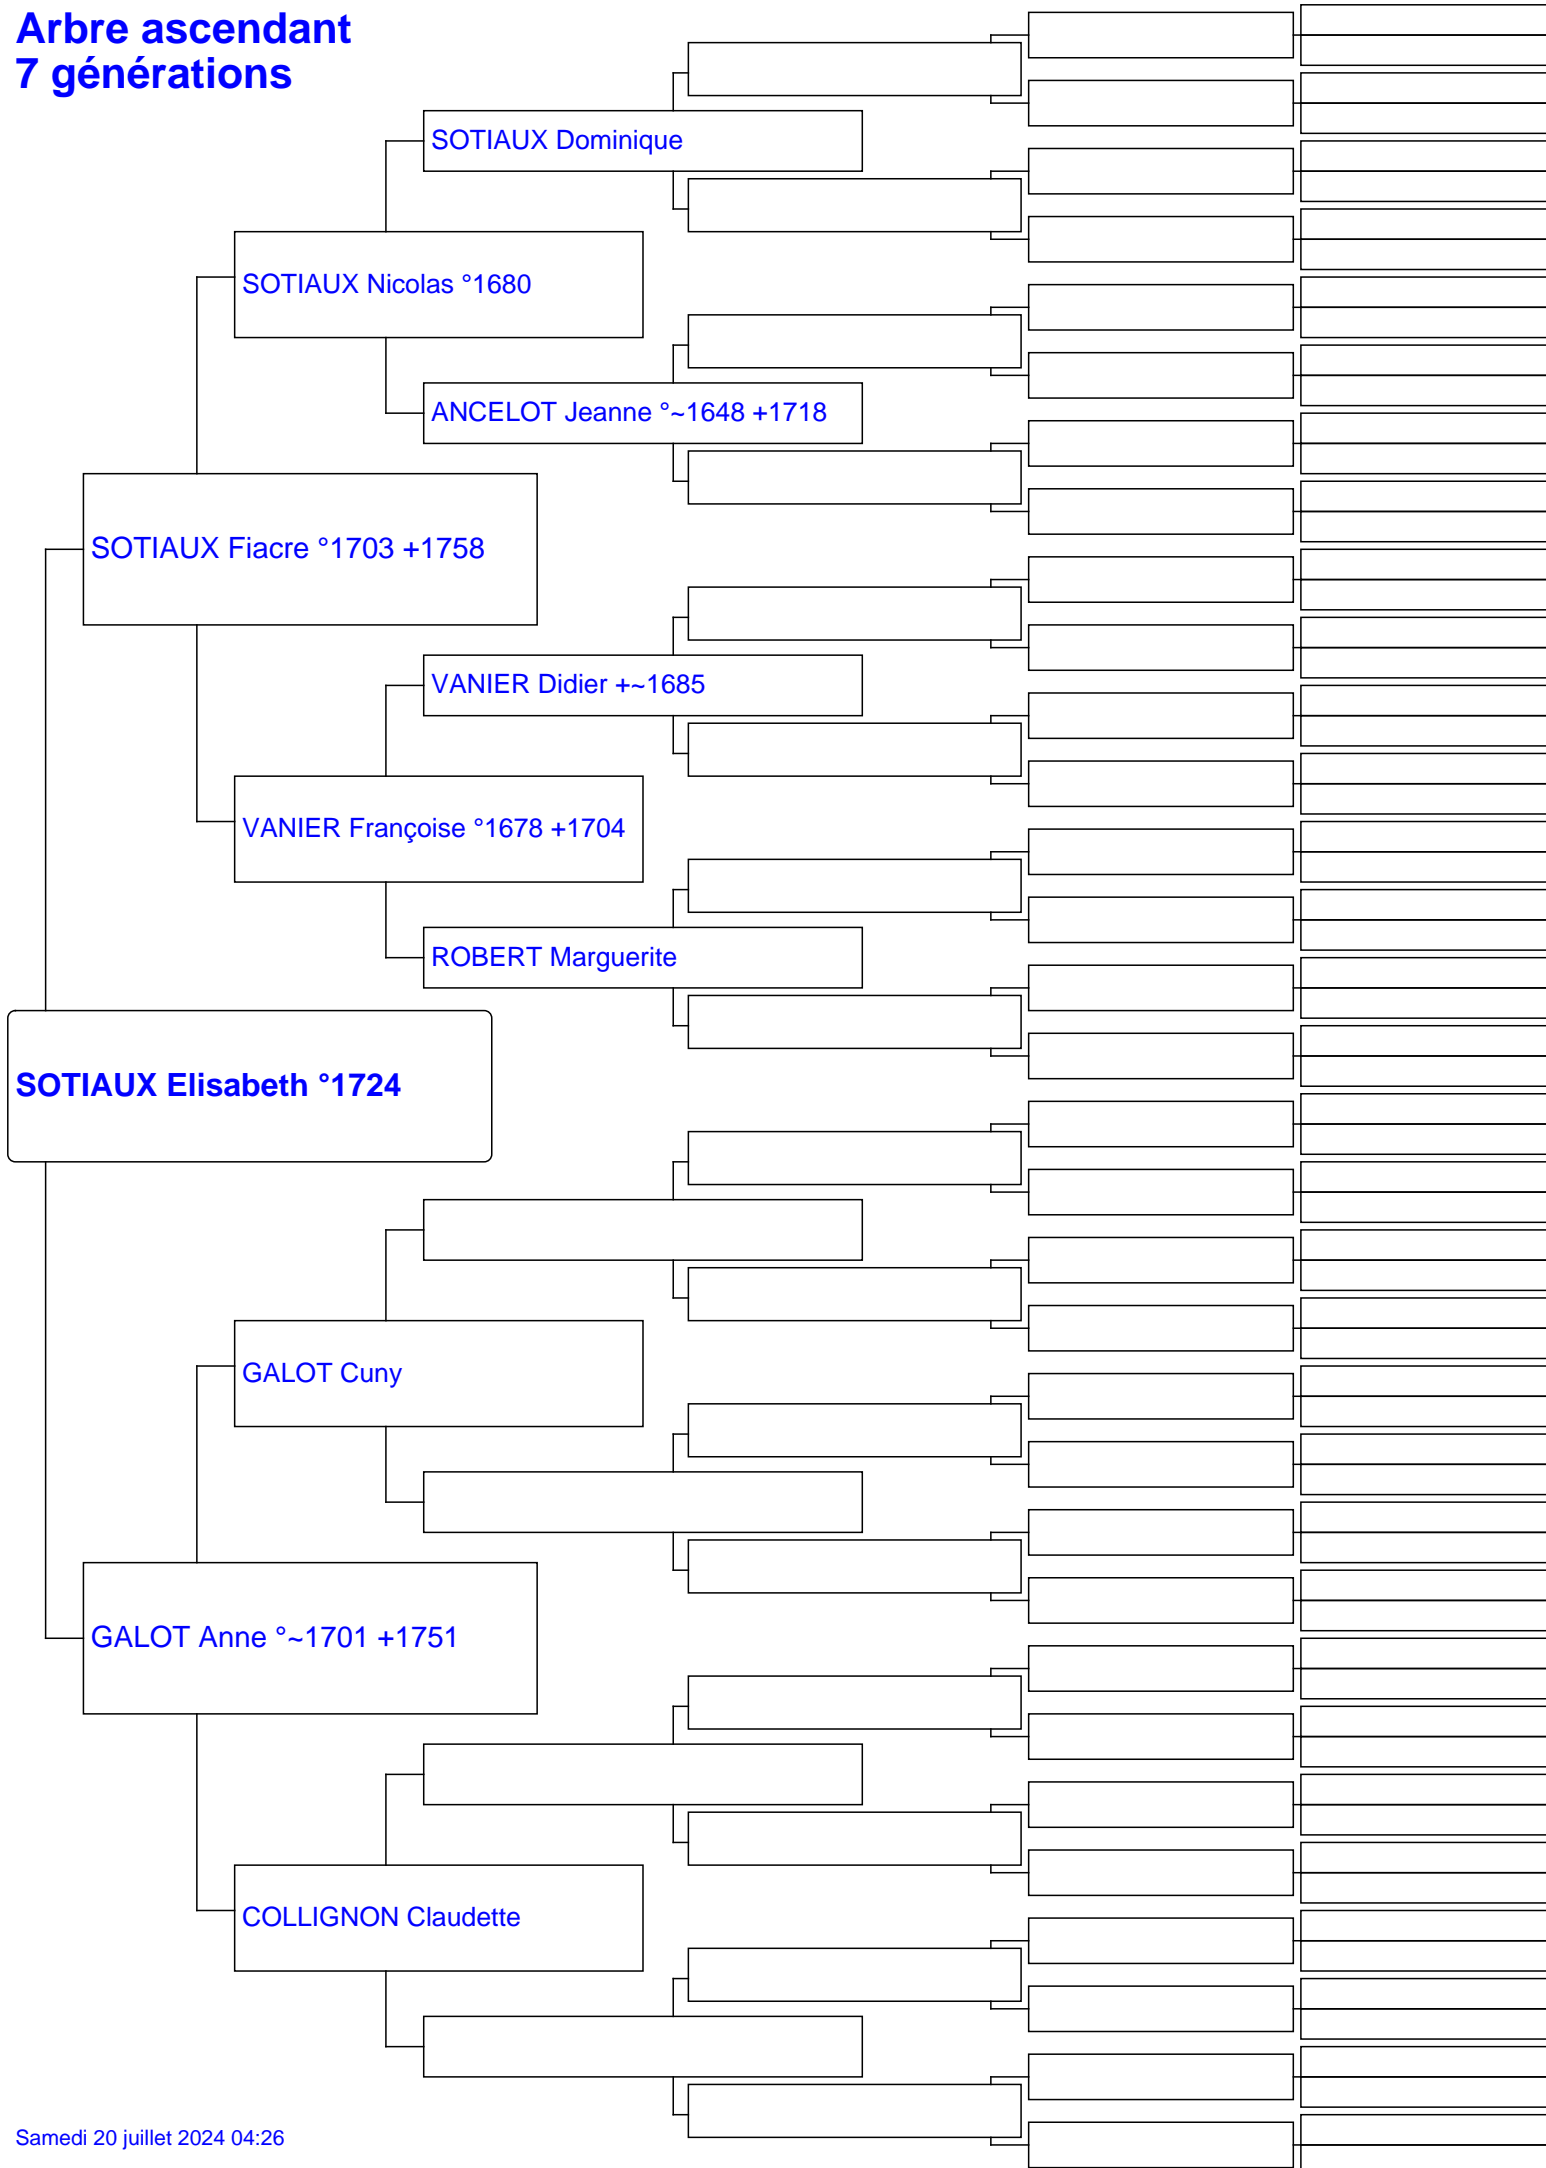 Arbre ascendant
7 générations
SOTIAUX Dominique
SOTIAUX Nicolas °1680
ANCELOT Jeanne °~1648 +1718
SOTIAUX Fiacre °1703 +1758
VANIER Didier +~1685
VANIER Françoise °1678 +1704
ROBERT Marguerite
SOTIAUX Elisabeth °1724
GALOT Cuny
GALOT Anne °~1701 +1751
COLLIGNON Claudette
Samedi 20 juillet 2024 04:26